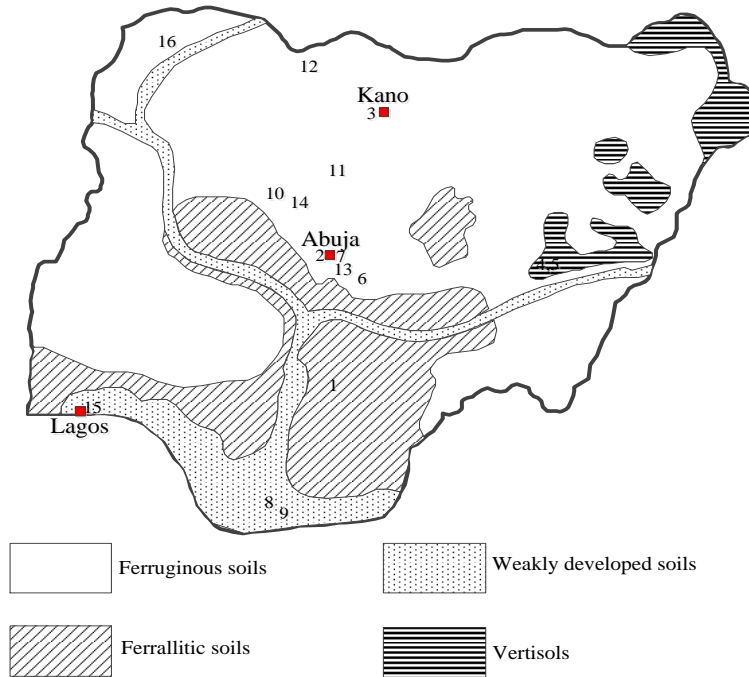 16
12
Kano
3
11
10
14
Abuja
2 7
13
6
4,5
1
15
Lagos
8
9
Ferruginous soils
Weakly developed soils
Ferrallitic soils
Vertisols